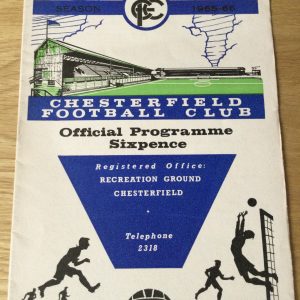 SEASON 1965-66
CFC
CHESTERFIELD
FOOTBALL CLUB
Official Programme
Sixpence
Registered Office:
RECREATION GROUND
CHESTERFIELD
Telephone
2318